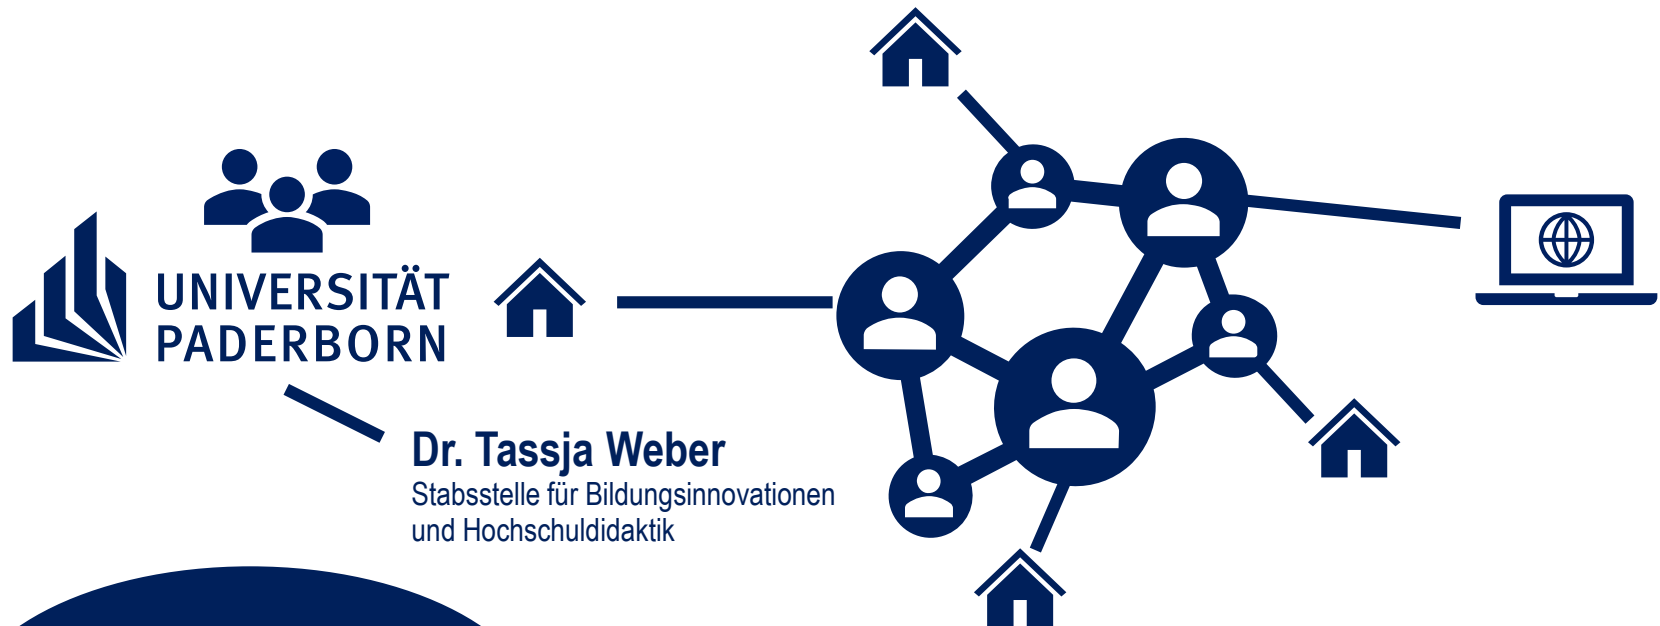 UNIVERSITÄT
PADERBORN
Dr. Tassja Weber
Stabsstelle für Bildungsinnovationen
und Hochschuldidaktik